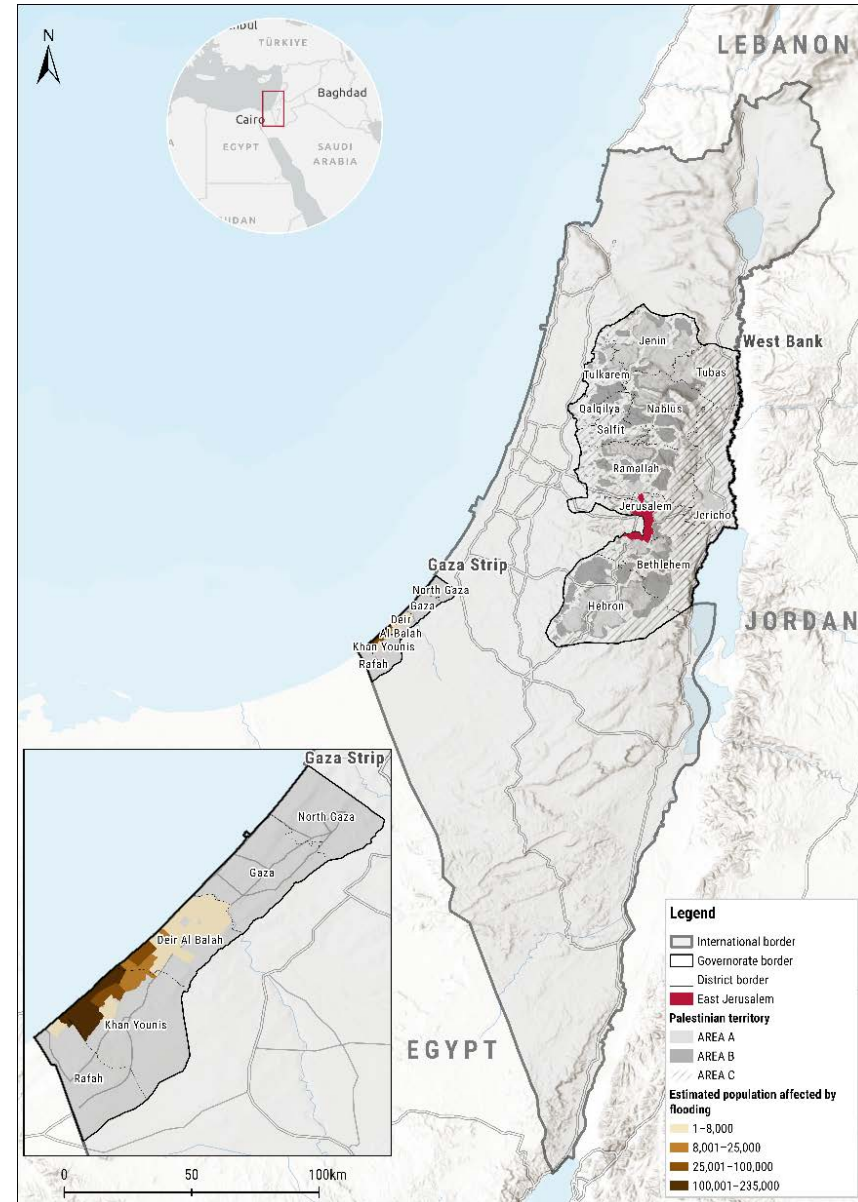 N
TÜRKIYE
Baghdad
Cairo
EGYPT
SAUDI
ARABIA
LEBANON
West Bank
Jenin
Tulkarem
Tubas
Qalqilya
Nablus
Salfit
Ramallah
Jerusalem
Jericho
Bethlehem
Hebron
JORDAN
Gaza Strip
North Gaza
Gaza
Deir
Al-Balah
Khan Younis
Rafah
EGYPT
Gaza Strip
North Gaza
Gaza
Deir Al Balah
Khan Younis
Rafah
0 50 100km
Legend
International border
Governorate border
District border
East Jerusalem
Palestinian territory
AREA A
AREA B
AREA C
Estimated population affected by
flooding
1–8,000
8,001–25,000
25,001–100,000
100,001–235,000